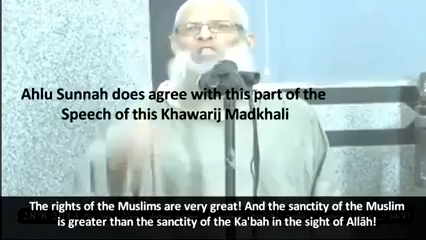 Ahlu Sunnah does agree with this part of the
Speech of this Khawarij Madkhali
The rights of the Muslims are very great! And the sanctity of the Muslim
is greater than the sanctity of the Ka'bah in the sight of Allāh!